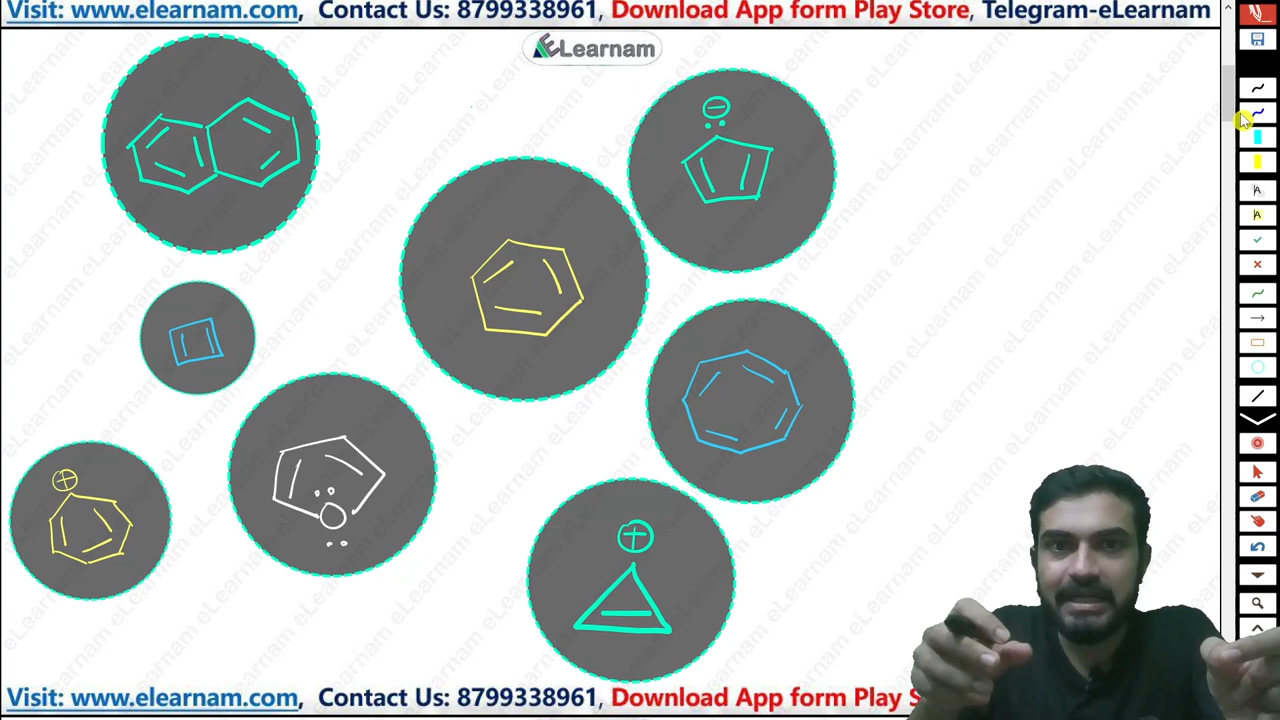 Visit: www.elearnam.com, Contact Us: 8799338961, Download App form Play Store, Telegram-eLearnam
ELearnam
Visit: www.elearnam.com, Contact Us: 8799338961, Download App form Play S